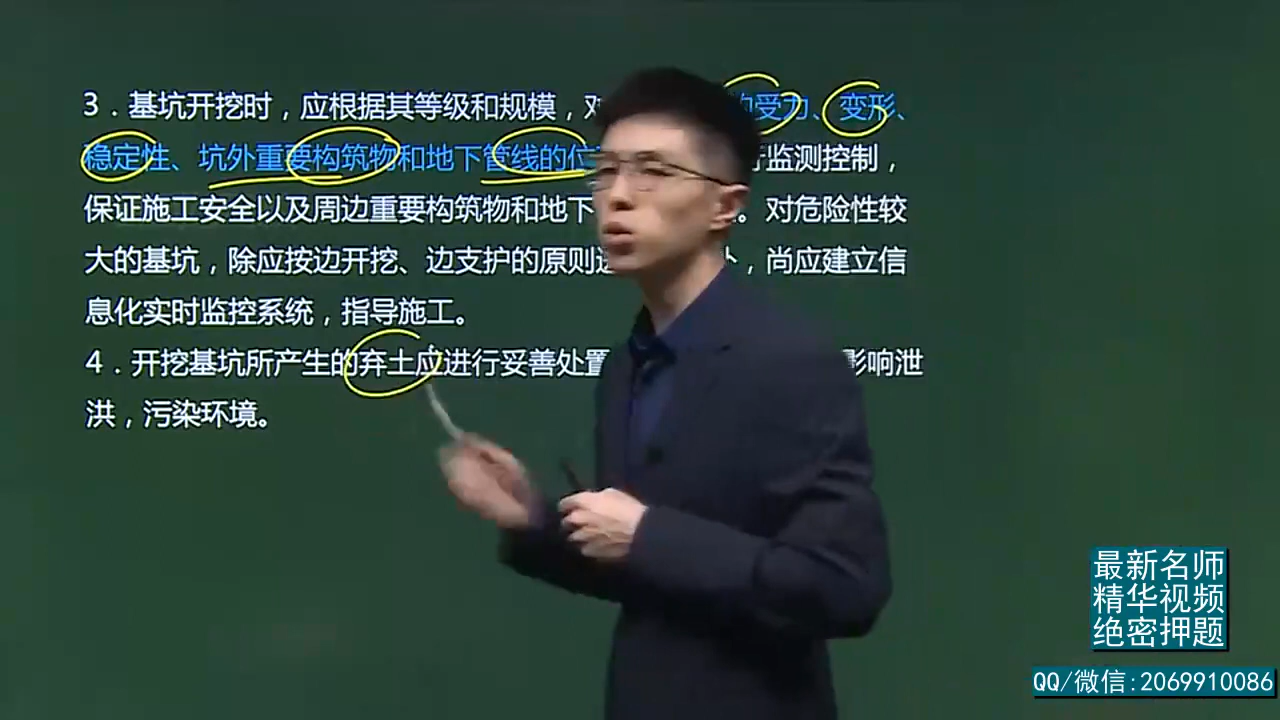 3．基坑开挖时，应根据其等级和规模，对 受力、变形、
稳定性、坑外重要构筑物和地下管线的位 监测控制，
保证施工安全以及周边重要构筑物和地下 。对危险性较
大的基坑，除应按边开挖、边支护的原则 ，尚应建立信
息化实时监控系统，指导施工。
4．开挖基坑所产生的弃土应进行妥善处置 影响泄
洪，污染环境。
最新名师
精华视频
绝密押题
QQ/微信:2069910086